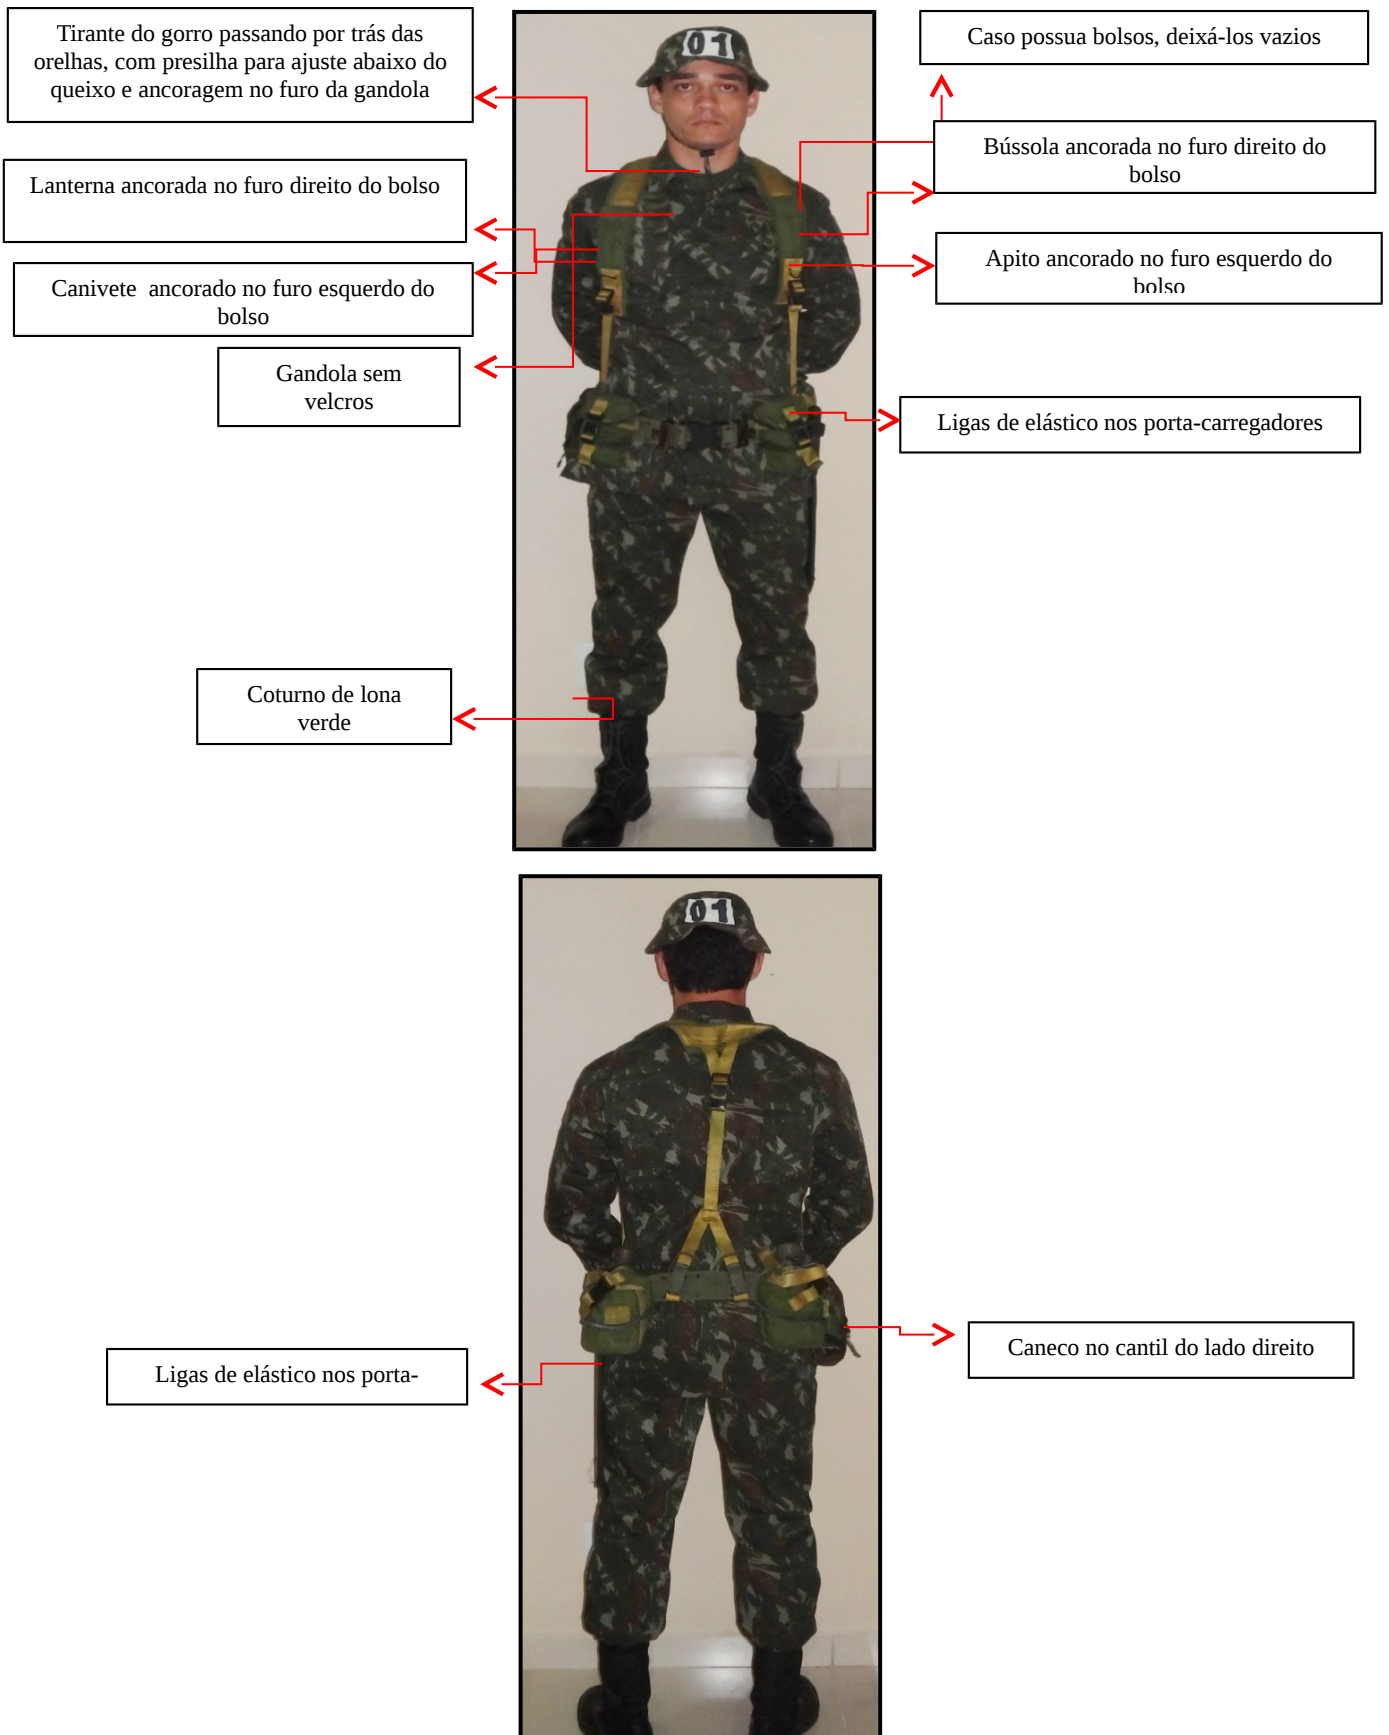 Tirante do gorro passando por trás das
orelhas, com presilha para ajuste abaixo do
queixo e ancoragem no furo da gandola
Lanterna ancorada no furo direito do bolso
Canivete ancorado no furo esquerdo do
bolso
Gandola sem
velcros
Coturno de lona
verde
01
Caso possua bolsos, deixá-los vazios
Bússola ancorada no furo direito do
bolso
Apito ancorado no furo esquerdo do
bolso
Ligas de elástico nos porta-carregadores
01
Ligas de elástico nos porta-
Caneco no cantil do lado direito